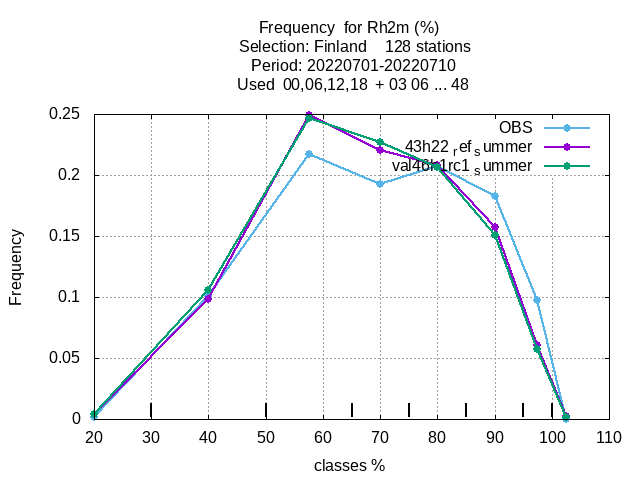 Frequency for Rh2m (%)
Selection: Finland 128 stations
Period: 20220701-20220710
Used 00,06,12,18 + 03 06 ... 48
0.25
0.2
0.15
0.1
0.05
0
OBS
43h22refsummer
val46h1rc1summer
Frequency
20 30 40 50 60 70 80 90 100 110
classes %